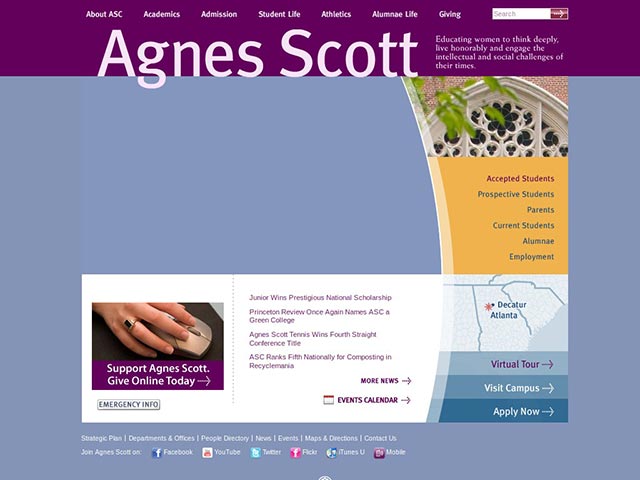 About ASC Academics Admission Student Life Athletics Alumnae Life Giving Search Search
Agnes Scott
Educating women to think deeply,
live honorably and engage the
intellectual and social challenges of
their times.
Accepted Students
Prospective Students
Parents
Current Students
Alumnae
Employment
Support Agnes Scott.
Give Online Today
EMERGENCY INFO
Junior Wins Prestigious National Scholarship
Princeton Review Once Again Names ASC a
Green College
Agnes Scott Tennis Wins Fourth Straight
Conference Title
ASC Ranks Fifth Nationally for Composting in
Recyclemania
MORE NEWS
EVENTS CALENDAR
Decatur
Atlanta
Virtual Tour
Visit Campus
Apply Now
Strategic Plan | Departments & Offices | People Directory | News | Events | Maps & Directions | Contact Us
Join Agnes Scott on: Facebook YouTube Twitter Flickr iTunes U Mobile